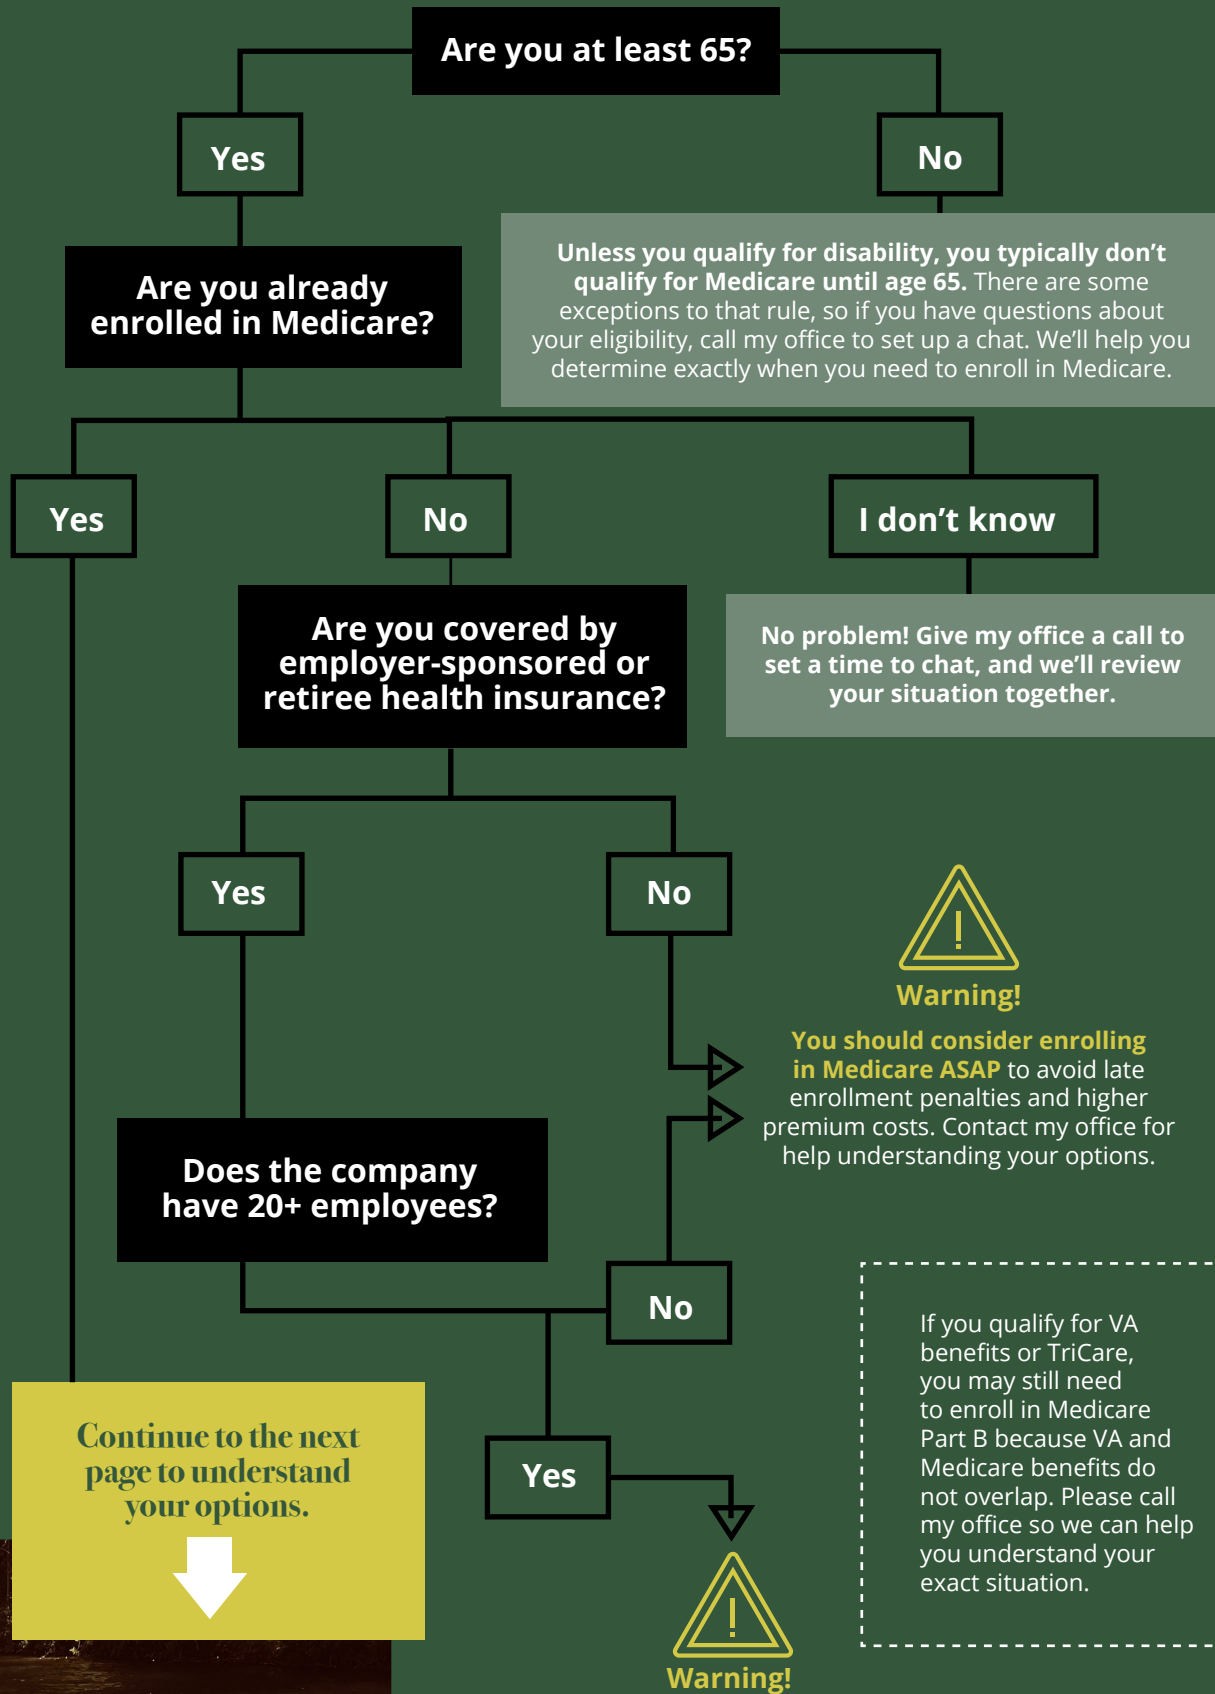 Are you at least 65?
Yes
No
Unless you qualify for disability, you typically don’t
qualify for Medicare until age 65. There are some
exceptions to that rule, so if you have questions about
your eligibility, call my office to set up a chat. We’ll help you
determine exactly when you need to enroll in Medicare.
Are you already
enrolled in Medicare?
Yes
No
I don’t know
Are you covered by
employer-sponsored or
retiree health insurance?
No problem! Give my office a call to
set a time to chat, and we’ll review
your situation together.
Yes
No
Warning!
You should consider enrolling
in Medicare ASAP to avoid late
enrollment penalties and higher
premium costs. Contact my office for
help understanding your options.
Does the company
have 20+ employees?
No
If you qualify for VA
benefits or TriCare,
you may still need
to enroll in Medicare
Part B because VA and
Medicare benefits do
not overlap. Please call
my office so we can help
you understand your
exact situation.
Continue to the next
page to understand
your options.
Yes
Warning!